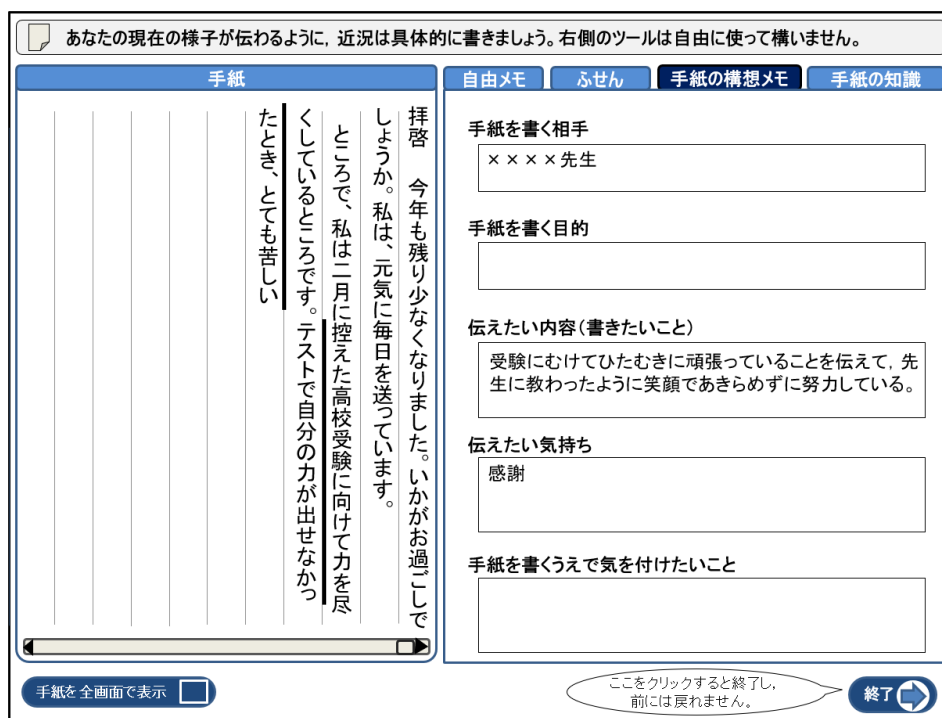 あなたの現在の様子が伝わるように，近況は具体的に書きましょう。右側のツールは自由に使って構いません。
手紙
拝啓　今年も残り少なくなりました。いかがお過ごしで
しょうか。私は、元気に毎日を送っています。
　ところで、私は二月に控えた高校受験に向けて力を尽
くしているところです。テストで自分の力が出せなかっ
たとき、とても苦しい
自由メモ
ふせん
手紙の構想メモ
手紙の知識
手紙を書く相手
××××先生
手紙を書く目的
伝えたい内容（書きたいこと）
受験にむけてひたむきに頑張っていることを伝えて，先
生に教わったように笑顔であきらめずに努力している。
伝えたい気持ち
感謝
手紙を書くうえで気を付けたいこと
手紙を全画面で表示
ここをクリックすると終了し，
前には戻れません。
終了